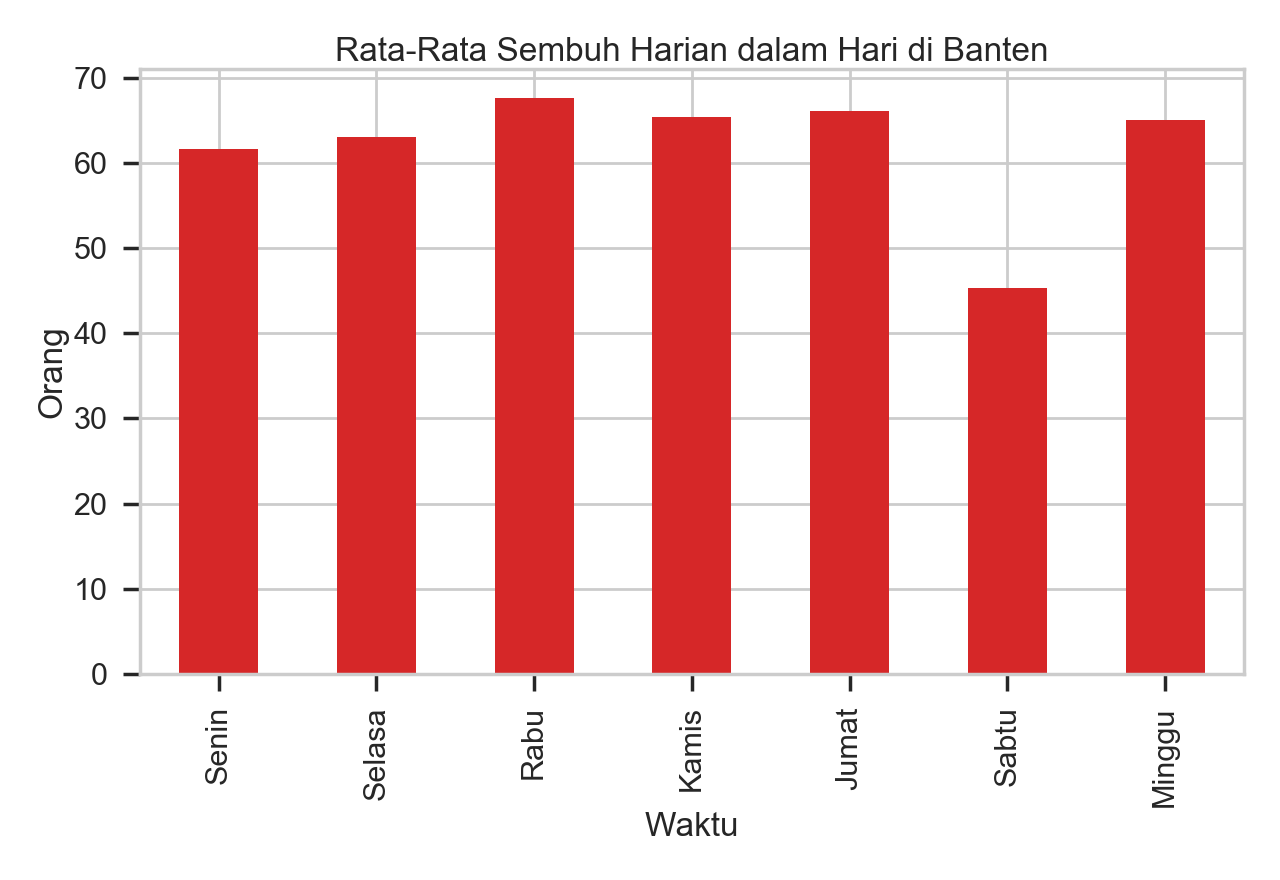 Rata-Rata Sembuh Harian dalam Hari di Banten
70
60
50
40
30
20
10
0
Orang
Senin
Selasa
Rabu
Kamis
Jumat
Sabtu
Minggu
Waktu